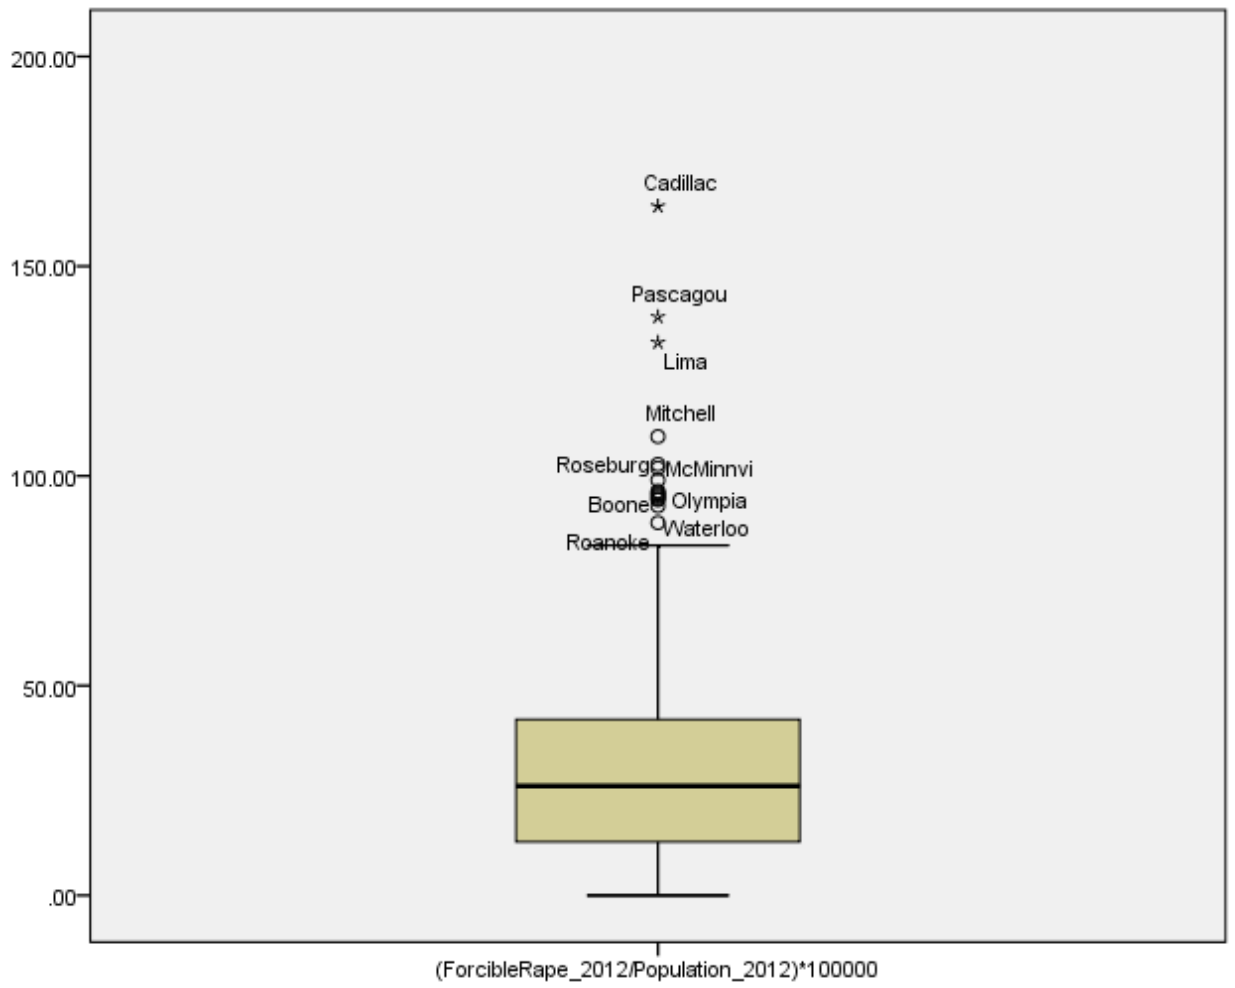 200.00
Cadillac
150.00
Pascagou
Lima
Mitchell
100.00
Roseburg
McMinnvi
Boone
Olympia
Waterloo
Roanoke
50.00
.00
(ForcibleRape_2012/Population_2012)*100000